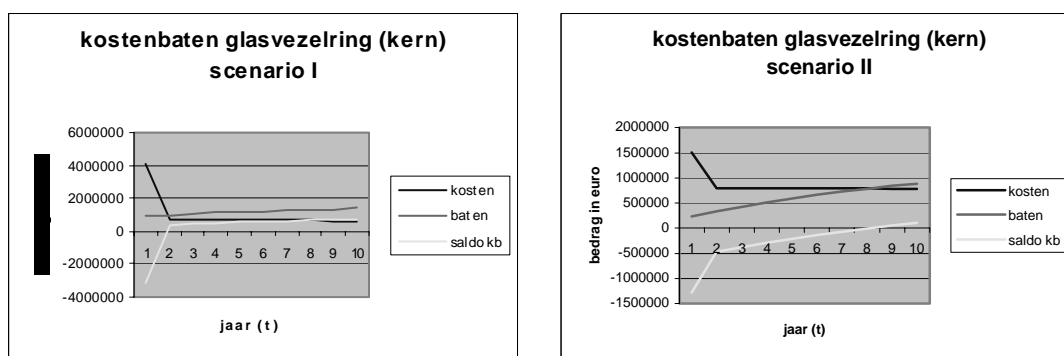 kostenbaten glasvezelring (kern)
scenario I
6000000
4000000
2000000
0
-2000000
-4000000
1 2 3 4 5 6 7 8 9 10
jaar (t)
kosten
baten
saldo kb
kostenbaten glasvezelring (kern)
scenario II
bedrag in euro
2000000
1500000
1000000
500000
0
-500000
-1000000
-1500000
1 2 3 4 5 6 7 8 9 10
jaar (t)
kosten
baten
saldo kb